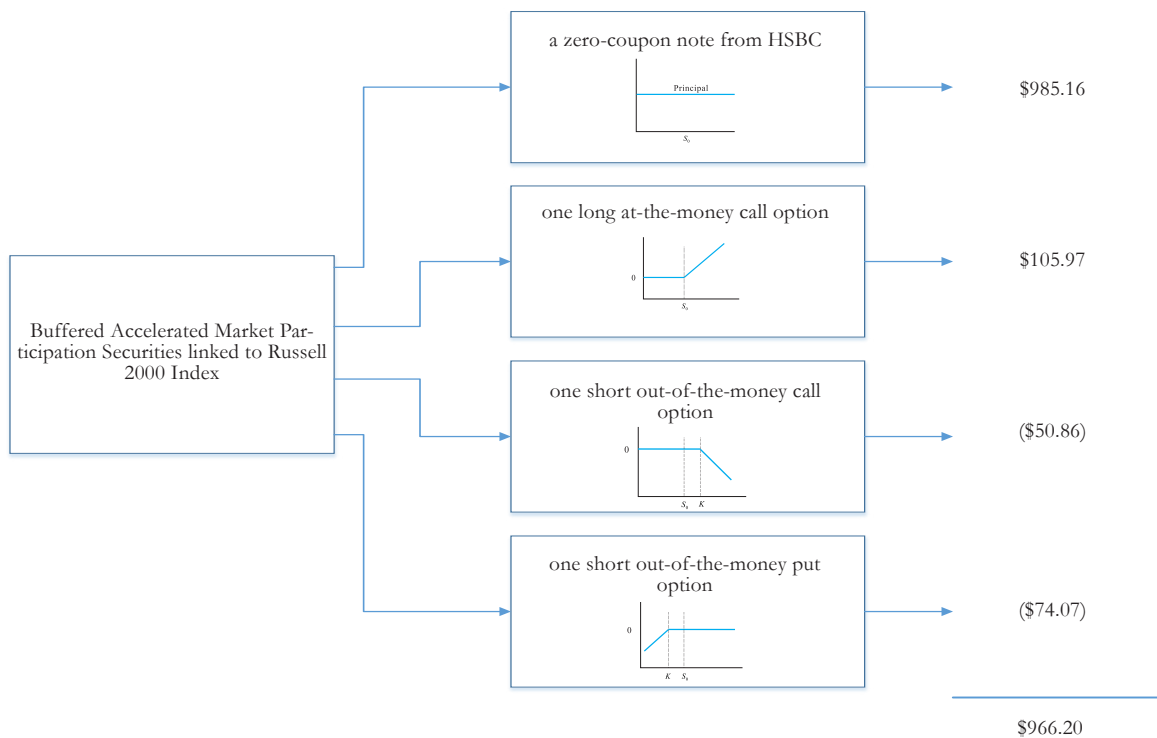 a zero-coupon note from HSBC
Principal
S₀
$985.16
one long at-the-money call option
0
S₀
$105.97
Buffered Accelerated Market Par-
ticipation Securities linked to Russell
2000 Index
one short out-of-the-money call
option
0
S₀ K
($50.86)
one short out-of-the-money put
option
0
K S₀
($74.07)
$966.20